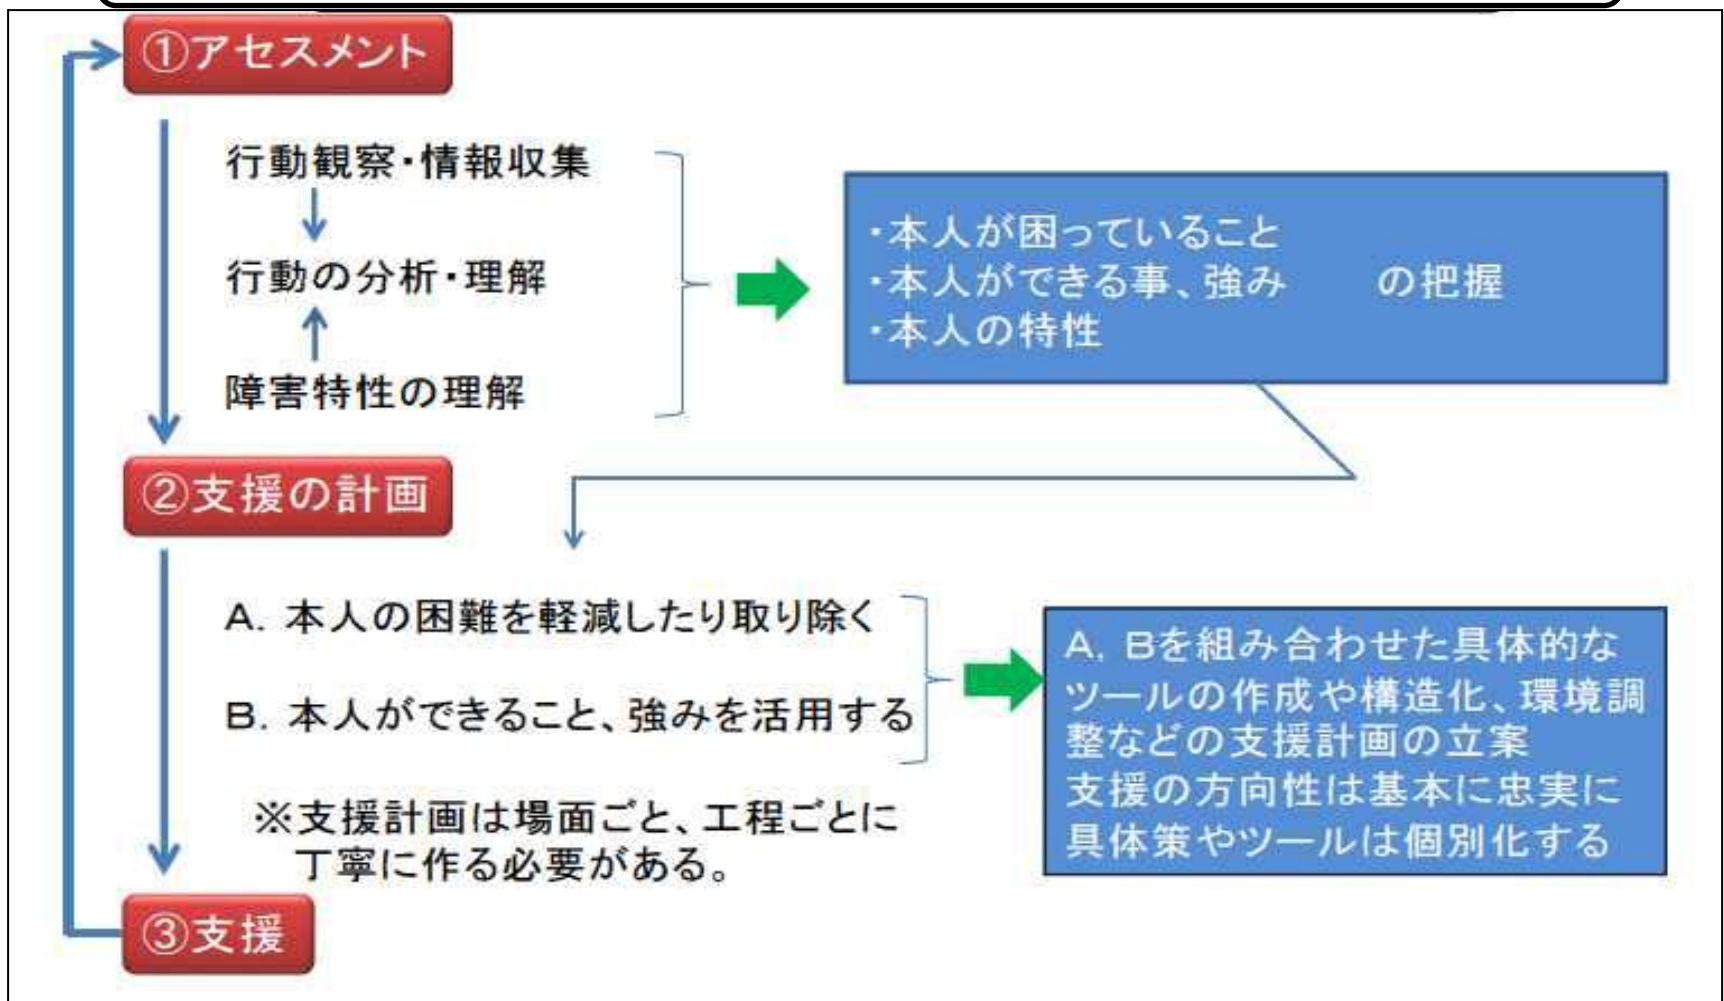 ①アセスメント
行動観察・情報収集
行動の分析・理解
障害特性の理解
・本人が困っていること
・本人ができる事、強み　の把握
・本人の特性
②支援の計画
A. 本人の困難を軽減したり取り除く
B. 本人ができること、強みを活用する
※支援計画は場面ごと、工程ごとに
丁寧に作る必要がある。
A, Bを組み合わせた具体的な
ツールの作成や構造化、環境調
整などの支援計画の立案
支援の方向性は基本に忠実に
具体策やツールは個別化する
③支援